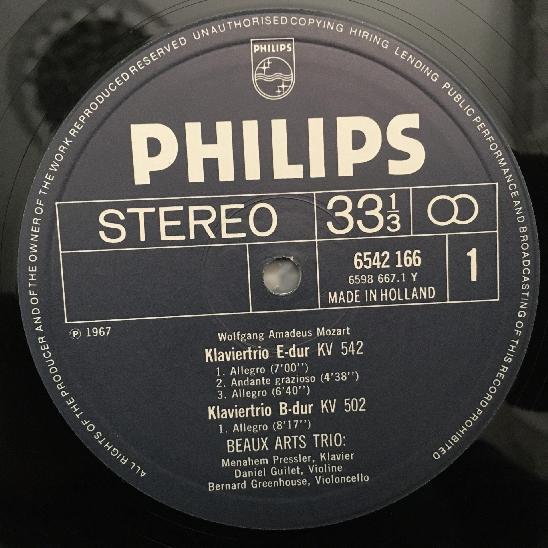 ALL RIGHTS OF THE PRODUCER AND OF THE OWNER OF THE WORK REPRODUCED RESERVED UNAUTHORISED COPYING HIRING LENDING PUBLIC PERFORMANCE AND BROADCASTING OF THIS RECORD PROHIBITED
PHILIPS
PHILIPS
STEREO 33 1/3
6542 166 1
6598 667.1 Y
MADE IN HOLLAND
℗ 1967
Wolfgang Amadeus Mozart
Klaviertrio E-dur KV 542
1. Allegro (7'00'')
2. Andante grazioso (4'38'')
3. Allegro (6'40'')
Klaviertrio B-dur KV 502
1. Allegro (8'17'')
BEAUX ARTS TRIO:
Menahem Pressler, Klavier
Daniel Guilet, Violine
Bernard Greenhouse, Violoncello